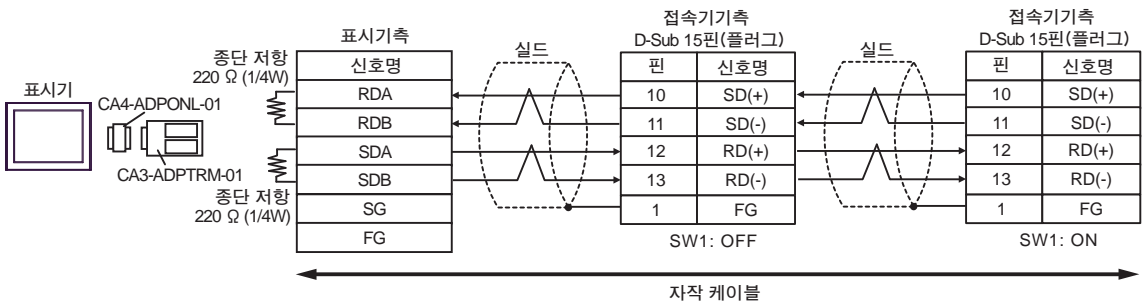 표시기
CA4-ADPONL-01
CA3-ADPTRM-01
종단 저항
220 Ω (1/4W)
종단 저항
220 Ω (1/4W)
표시기측
신호명
RDA
RDB
SDA
SDB
SG
FG
실드
접속기기측
D-Sub 15핀(플러그)
핀 신호명
10 SD(+)
11 SD(-)
12 RD(+)
13 RD(-)
1 FG
SW1: OFF
실드
접속기기측
D-Sub 15핀(플러그)
핀 신호명
10 SD(+)
11 SD(-)
12 RD(+)
13 RD(-)
1 FG
SW1: ON
자작 케이블